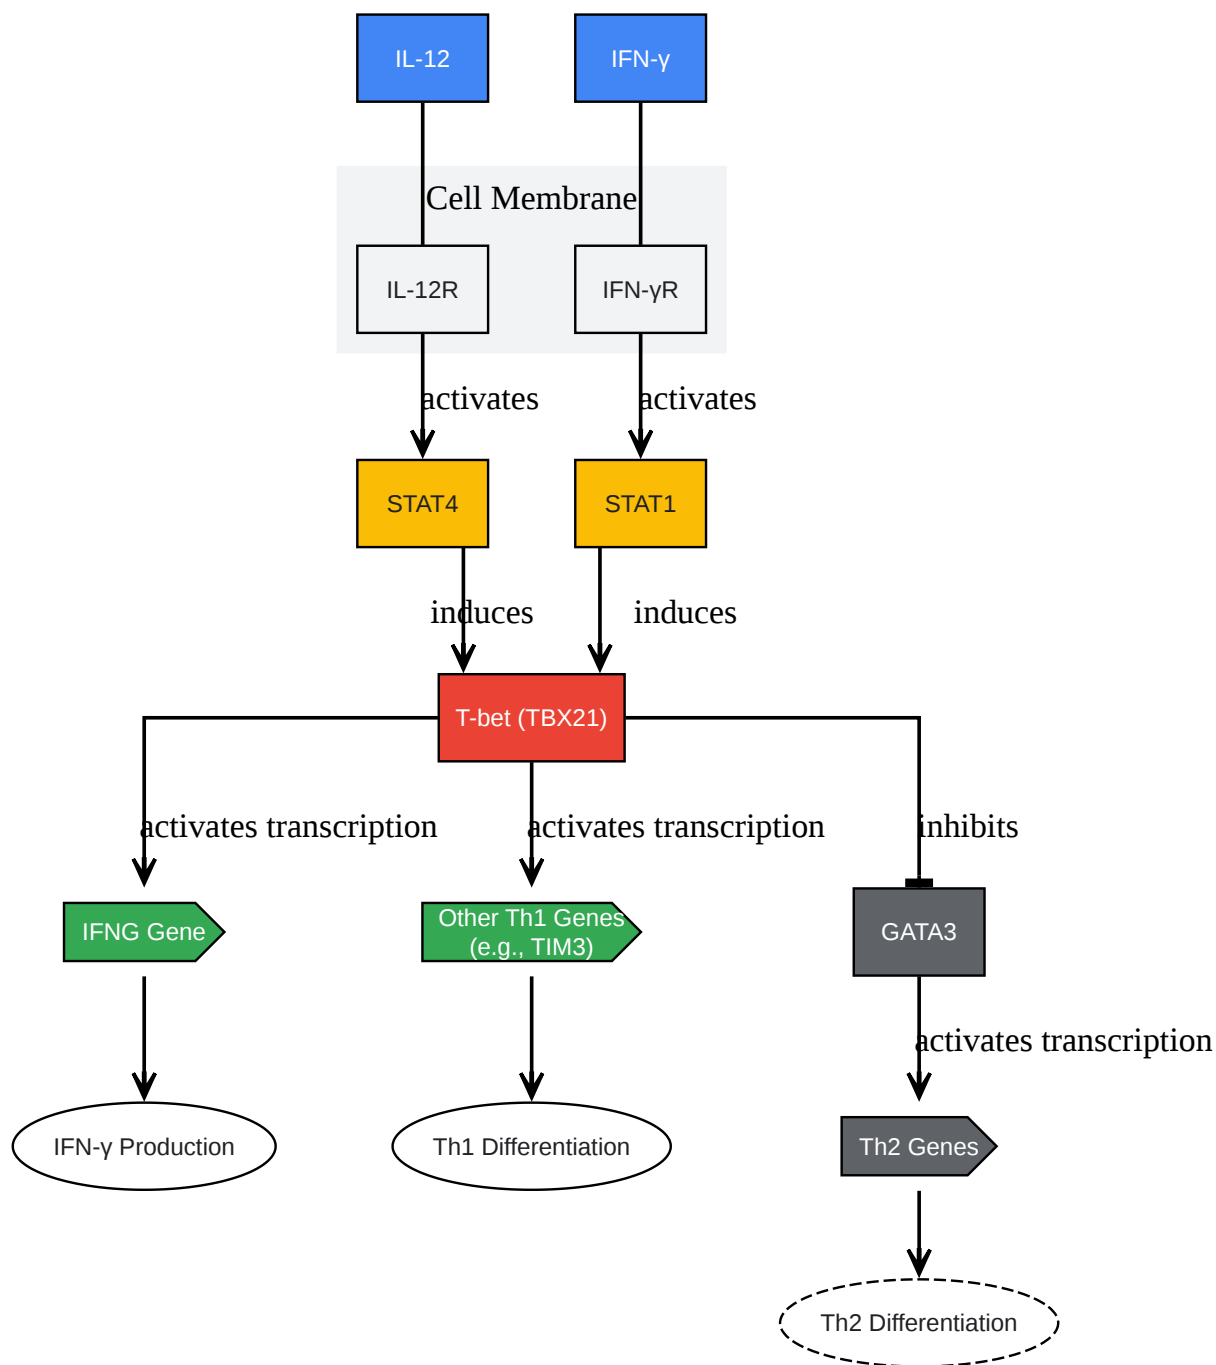 IL-12
IFN-γ
Cell Membrane
IL-12R
IFN-γR
activates
activates
STAT4
STAT1
induces
induces
T-bet (TBX21)
activates transcription
activates transcription
inhibits
IFNG Gene
Other Th1 Genes
(e.g., TIM3)
GATA3
activates transcription
IFN-γ Production
Th1 Differentiation
Th2 Genes
Th2 Differentiation